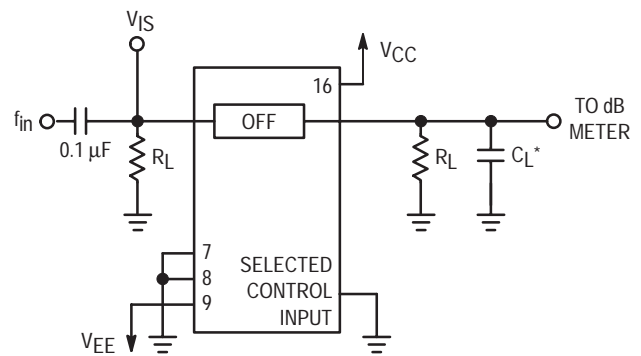 V_IS
16
V_CC
f_in
OFF
TO dB
METER
0.1 μF
R_L
R_L
C_L*
7
8
9
SELECTED
CONTROL
INPUT
V_EE